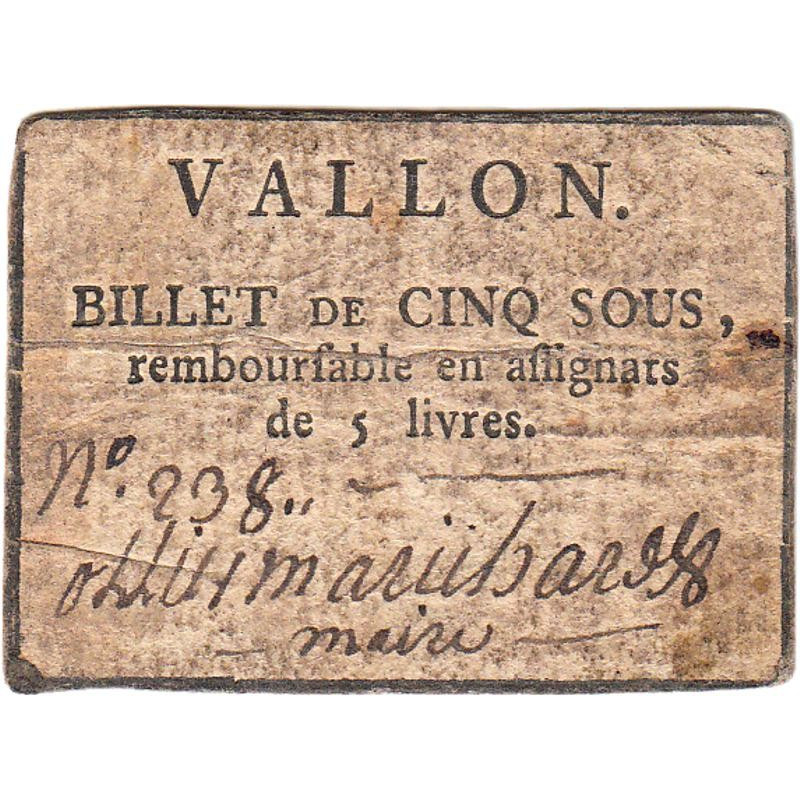 VALLON.
BILLET DE CINQ SOUS,
rembourſable en aſſignats
de 5 livres.
N°. 238..
maire